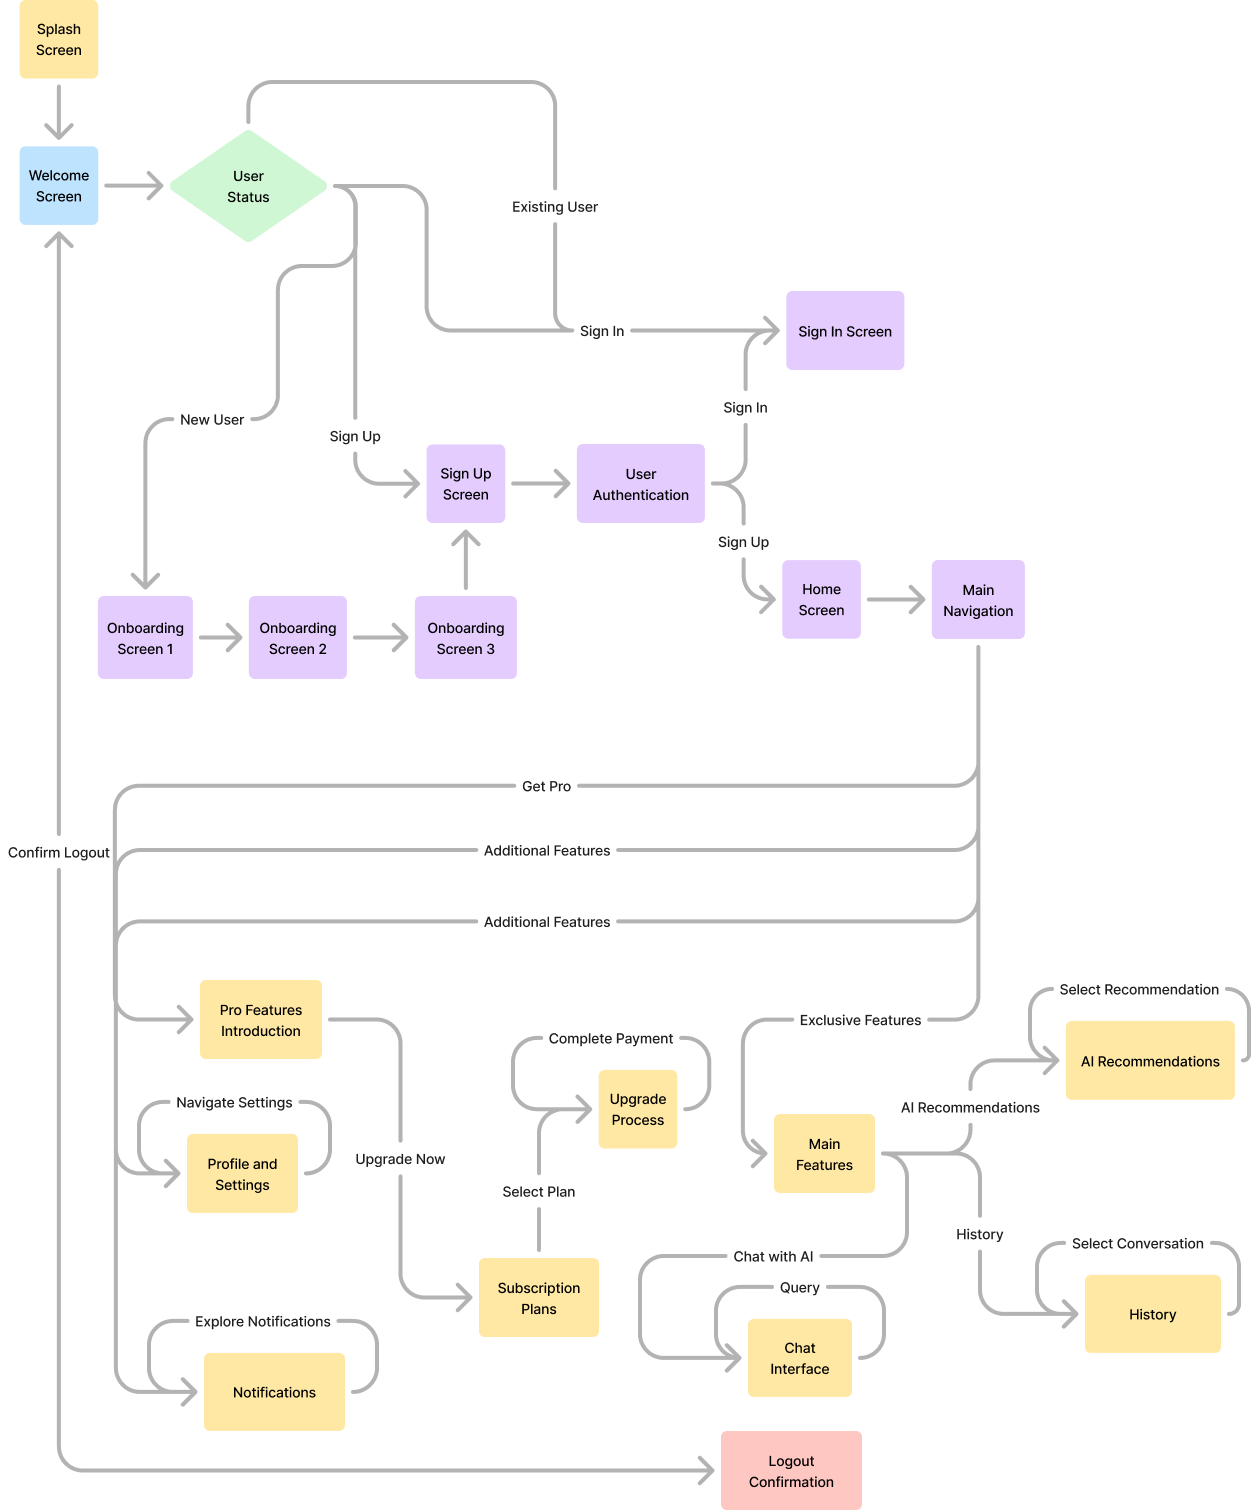 Splash
Screen
Welcome
Screen
User
Status
Existing User
Sign In
Sign In Screen
New User
Sign Up
Sign In
Sign Up
Screen
User
Authentication
Sign Up
Home
Screen
Main
Navigation
Onboarding
Screen 1
Onboarding
Screen 2
Onboarding
Screen 3
Get Pro
Confirm Logout
Additional Features
Additional Features
Pro Features
Introduction
Exclusive Features
Select Recommendation
Complete Payment
AI Recommendations
Navigate Settings
Upgrade
Process
AI Recommendations
Profile and
Settings
Upgrade Now
Main
Features
Select Plan
History
Select Conversation
Chat with AI
Subscription
Plans
Query
History
Explore Notifications
Chat
Interface
Notifications
Logout
Confirmation